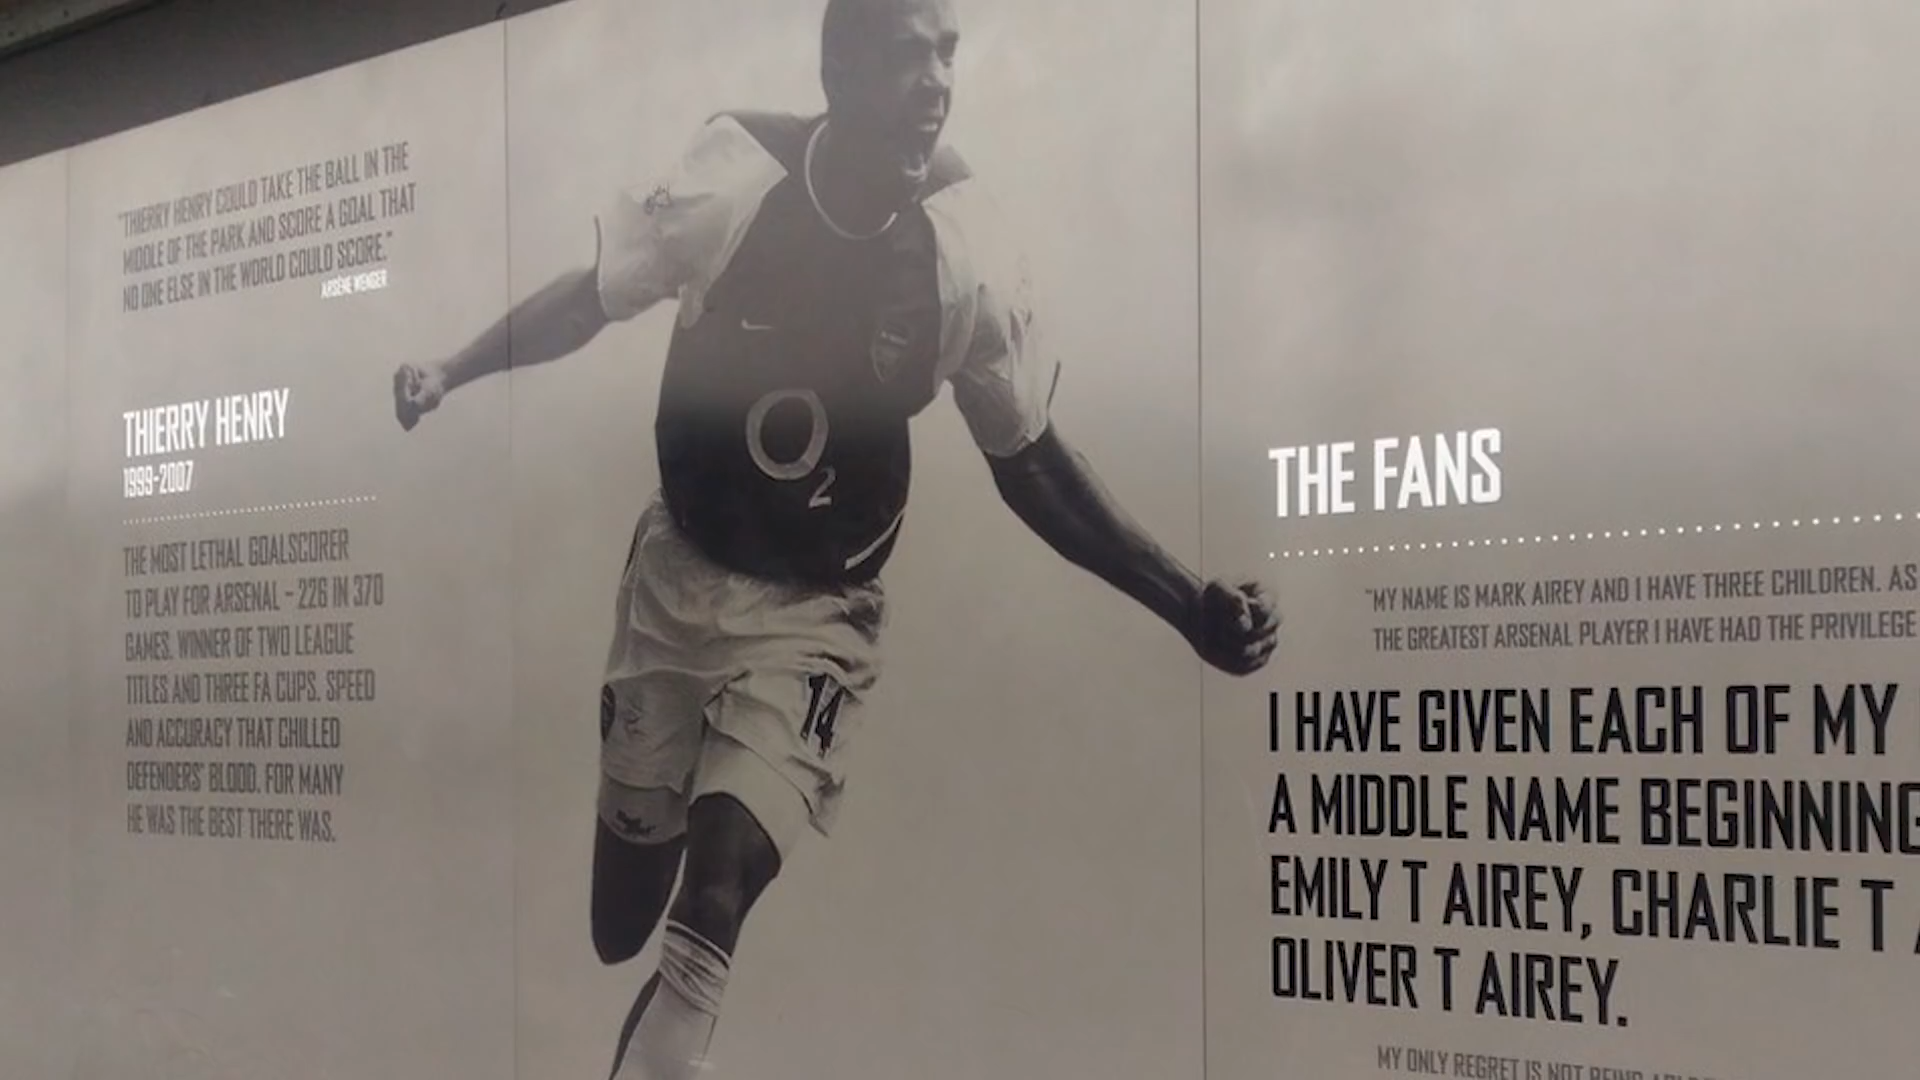 "THIERRY HENRY COULD TAKE THE BALL IN THE
MIDDLE OF THE PARK AND SCORE A GOAL THAT
NO ONE ELSE IN THE WORLD COULD SCORE."
ARSÈNE WENGER
THIERRY HENRY
1999-2007
THE MOST LETHAL GOALSCORER
TO PLAY FOR ARSENAL – 226 IN 370
GAMES. WINNER OF TWO LEAGUE
TITLES AND THREE FA CUPS. SPEED
AND ACCURACY THAT CHILLED
DEFENDERS' BLOOD. FOR MANY
HE WAS THE BEST THERE WAS.
O2
14
THE FANS
"MY NAME IS MARK AIREY AND I HAVE THREE CHILDREN. AS
THE GREATEST ARSENAL PLAYER I HAVE HAD THE PRIVILEGE
I HAVE GIVEN EACH OF MY
A MIDDLE NAME BEGINNING
EMILY T AIREY, CHARLIE T
OLIVER T AIREY.
MY ONLY REGRET IS NOT BEING